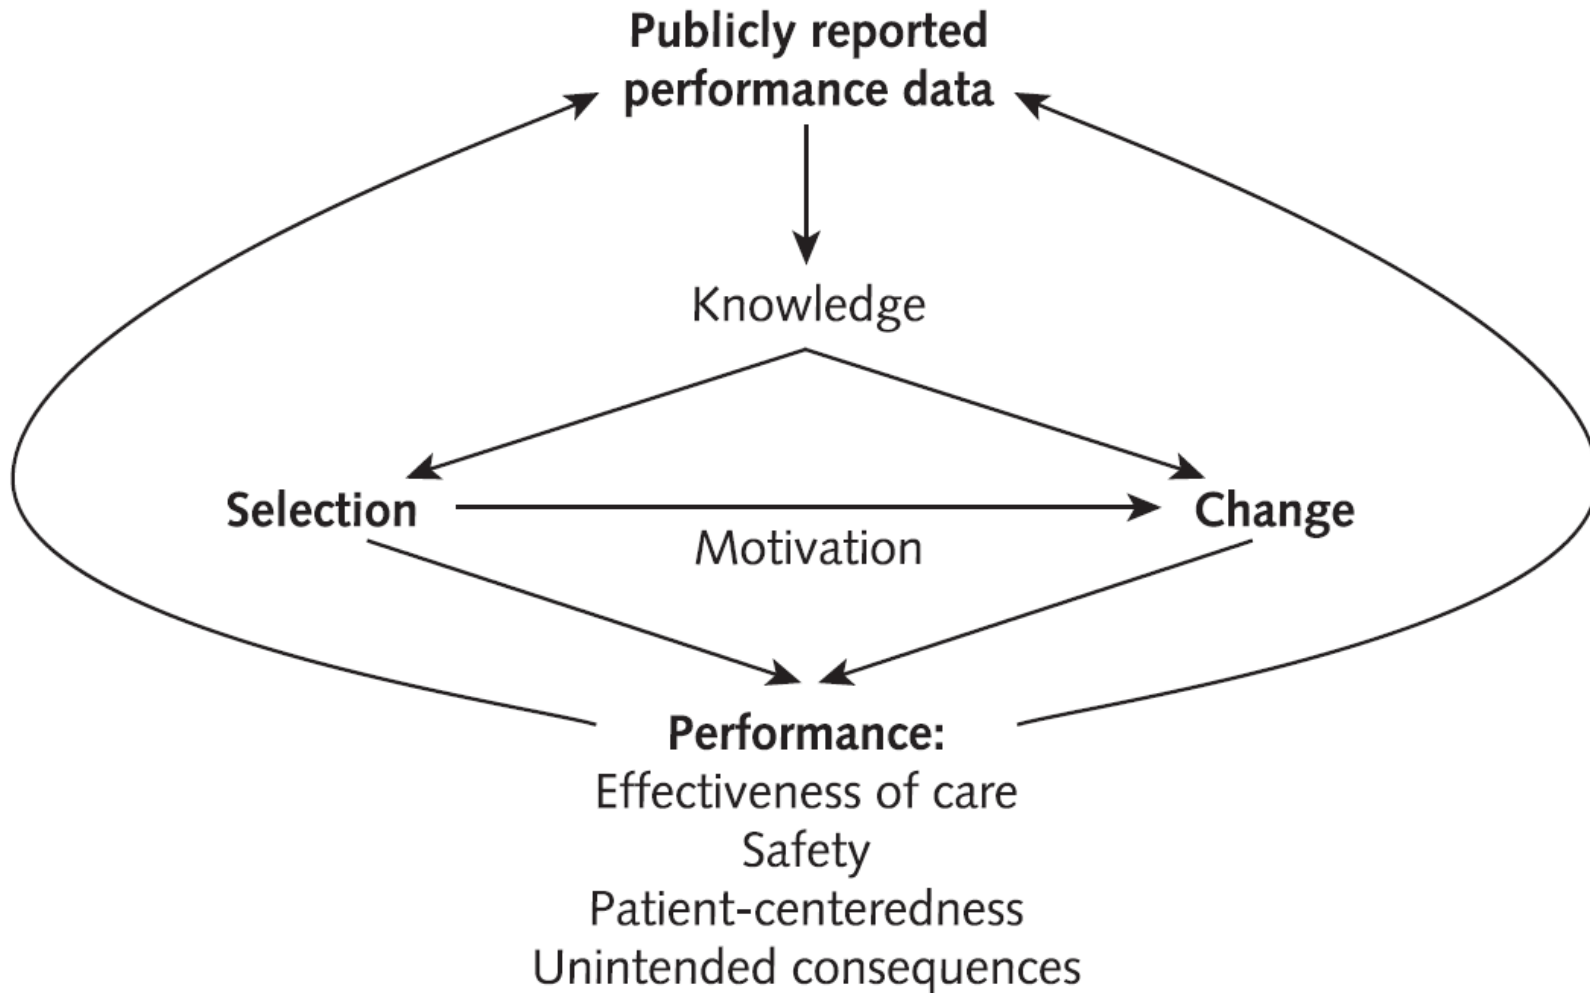 Publicly reported
performance data
Knowledge
Selection
Change
Motivation
Performance:
Effectiveness of care
Safety
Patient-centeredness
Unintended consequences